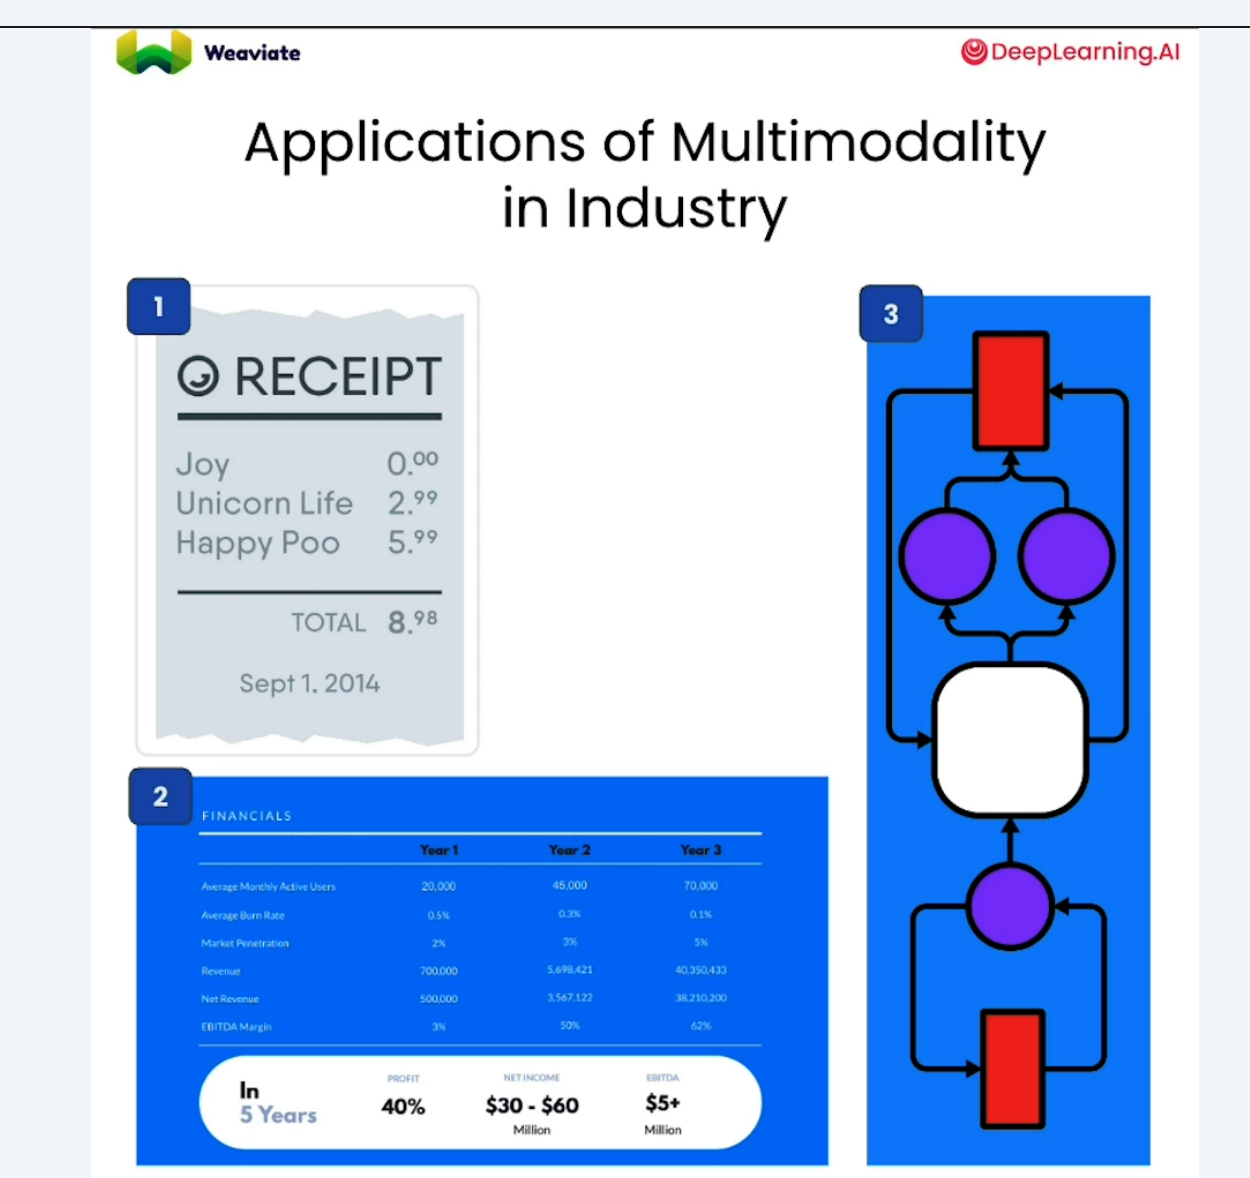 Weaviate
DeepLearning.AI
Applications of Multimodality
in Industry
1
RECEIPT
Joy 0.00
Unicorn Life 2.99
Happy Poo 5.99
TOTAL 8.98
Sept 1. 2014
2
FINANCIALS
Year 1 Year 2 Year 3
Average Monthly Active Users 20,000 45,000 70,000
Average Burn Rate 0.5% 0.3% 0.1%
Market Penetration 2% 3% 5%
Revenue 700,000 5,698,421 40,350,433
Net Revenue 500,000 3,567,122 38,210,200
EBITDA Margin 3% 50% 62%
In
5 Years
PROFIT
40%
NET INCOME
$30 - $60
Million
EBITDA
$5+
Million
3